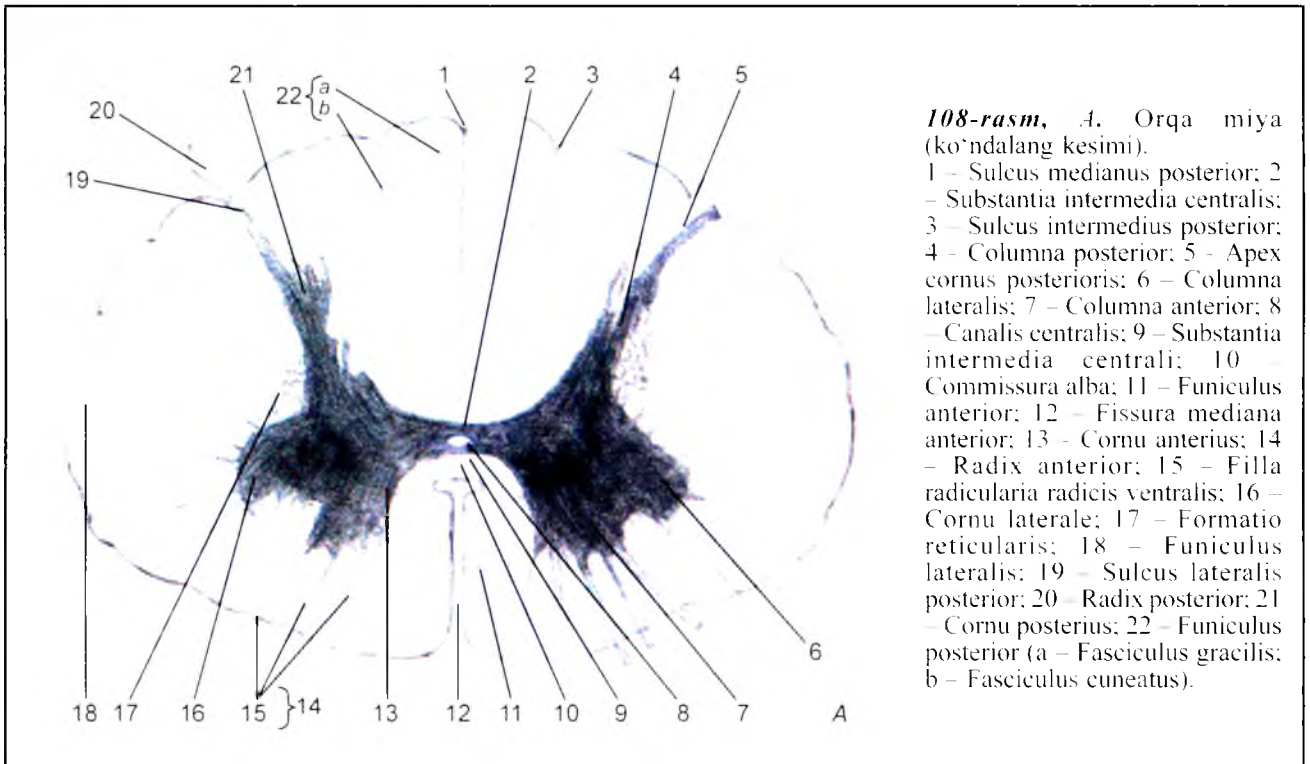 21 22 { a b 1 2 3 4 5
20
19
6
18 17 16 15 } 14 13 12 11 10 9 8 7 A
108-rasm, A. Orqa miya
(ko‘ndalang kesimi).
1 – Sulcus medianus posterior; 2
– Substantia intermedia centralis;
3 – Sulcus intermedius posterior;
4 – Columna posterior; 5 - Apex
cornus posterioris; 6 – Columna
lateralis; 7 – Columna anterior; 8
– Canalis centralis; 9 – Substantia
intermedia centrali; 10 –
Commissura alba; 11 – Funiculus
anterior; 12 – Fissura mediana
anterior; 13 - Cornu anterius; 14
– Radix anterior; 15 – Filla
radicularia radicis ventralis; 16 –
Cornu laterale; 17 – Formatio
reticularis; 18 – Funiculus
lateralis; 19 – Sulcus lateralis
posterior; 20 – Radix posterior; 21
– Cornu posterius; 22 – Funiculus
posterior (a – Fasciculus gracilis;
b – Fasciculus cuneatus).